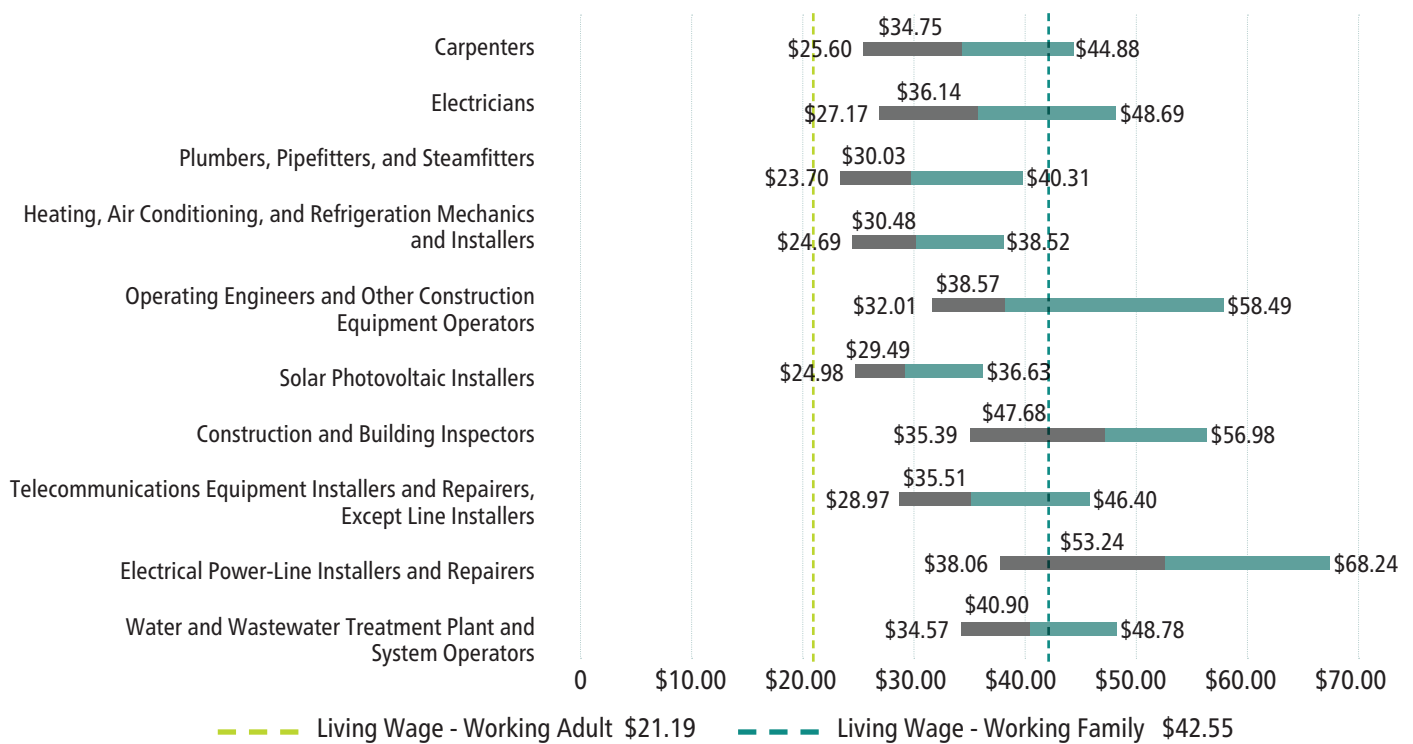 $34.75
Carpenters $25.60 $44.88
$36.14
Electricians $27.17 $48.69
Plumbers, Pipefitters, and Steamfitters $30.03
$23.70 $40.31
Heating, Air Conditioning, and Refrigeration Mechanics $30.48
and Installers $24.69 $38.52
Operating Engineers and Other Construction $38.57
Equipment Operators $32.01 $58.49
$29.49
Solar Photovoltaic Installers $24.98 $36.63
$47.68
Construction and Building Inspectors $35.39 $56.98
Telecommunications Equipment Installers and Repairers, $35.51
Except Line Installers $28.97 $46.40
$53.24
Electrical Power-Line Installers and Repairers $38.06 $68.24
$40.90
Water and Wastewater Treatment Plant and $34.57 $48.78
System Operators
0 $10.00 $20.00 $30.00 $40.00 $50.00 $60.00 $70.00
Living Wage - Working Adult $21.19 Living Wage - Working Family $42.55